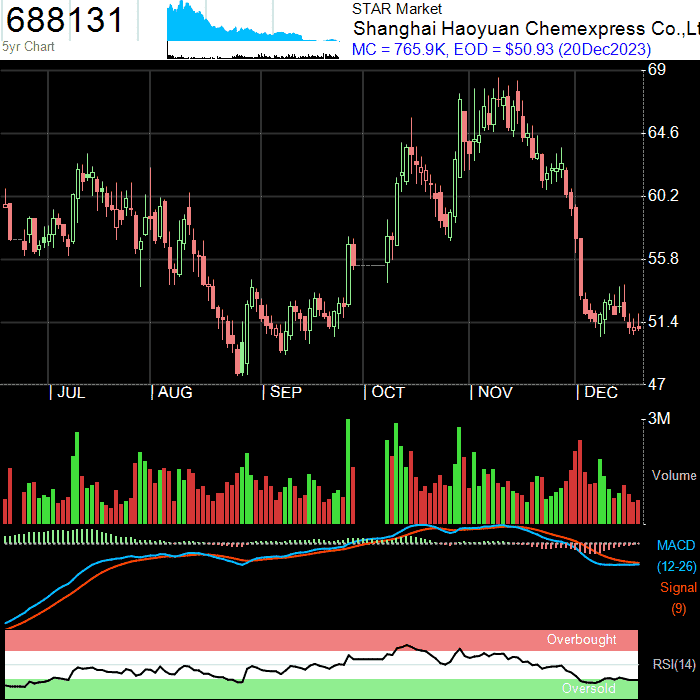 688131
5yr Chart
STAR Market
Shanghai Haoyuan Chemexpress Co.,Lt
MC = 765.9K, EOD = $50.93 (20Dec2023)
69
64.6
60.2
55.8
51.4
47
| JUL | AUG | SEP | OCT | NOV | DEC
3M
Volume
MACD
(12-26)
Signal
(9)
Overbought
RSI(14)
Oversold